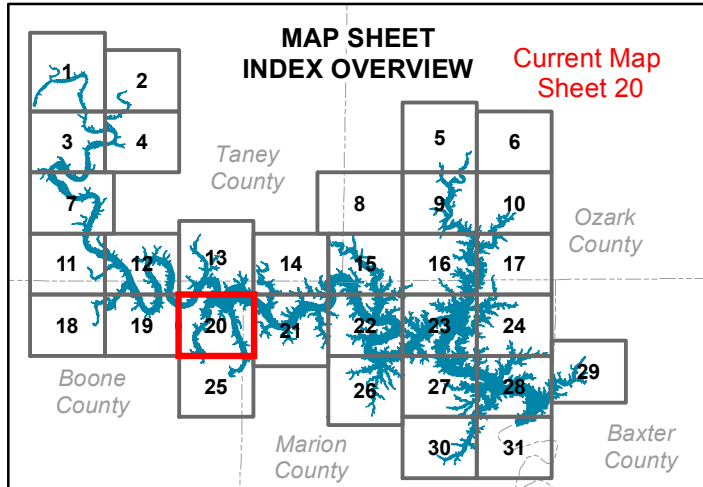 MAP SHEET
INDEX OVERVIEW
Current Map
Sheet 20
1
2
3
4
5
6
Taney
County
7
8
9
10
Ozark
County
11
12
13
14
15
16
17
18
19
20
21
22
23
24
Boone
County
25
26
27
28
29
Marion
County
30
31
Baxter
County